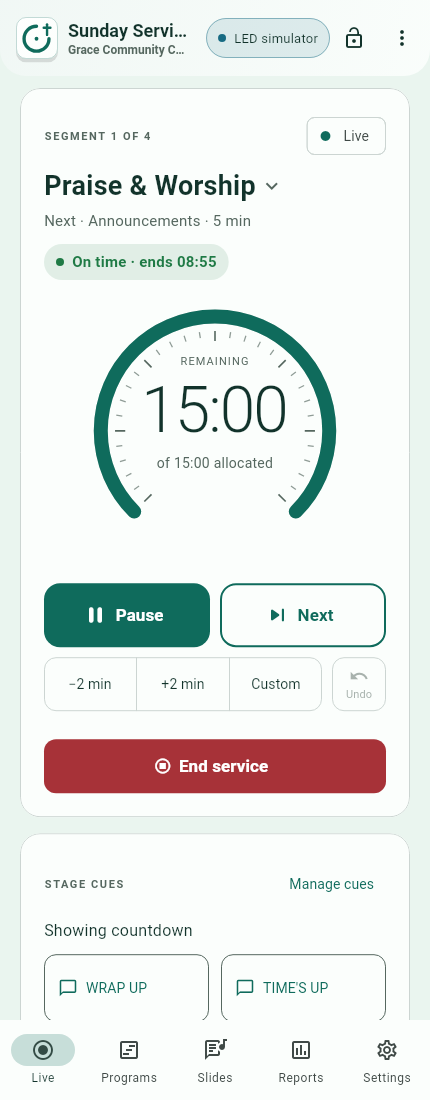 Sunday Servi...
Grace Community C...
LED simulator
SEGMENT 1 OF 4
Live
Praise & Worship
Next · Announcements · 5 min
On time · ends 08:55
REMAINING
15:00
of 15:00 allocated
Pause
Next
−2 min
+2 min
Custom
Undo
End service
STAGE CUES
Manage cues
Showing countdown
WRAP UP
TIME'S UP
Live
Programs
Slides
Reports
Settings